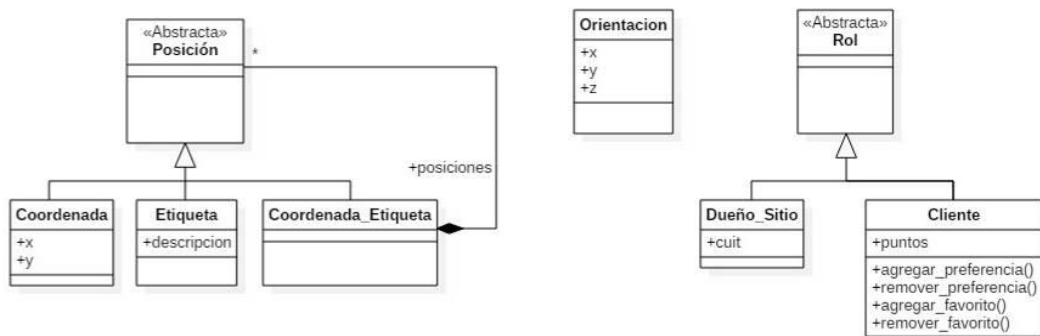 «Abstracta»
Posición
*
+posiciones
Coordenada
+x
+y
Etiqueta
+descripcion
Coordenada_Etiqueta
Orientacion
+x
+y
+z
«Abstracta»
Rol
Dueño_Sitio
+cuit
Cliente
+puntos
+agregar_preferencia()
+remover_preferencia()
+agregar_favorito()
+remover_favorito()